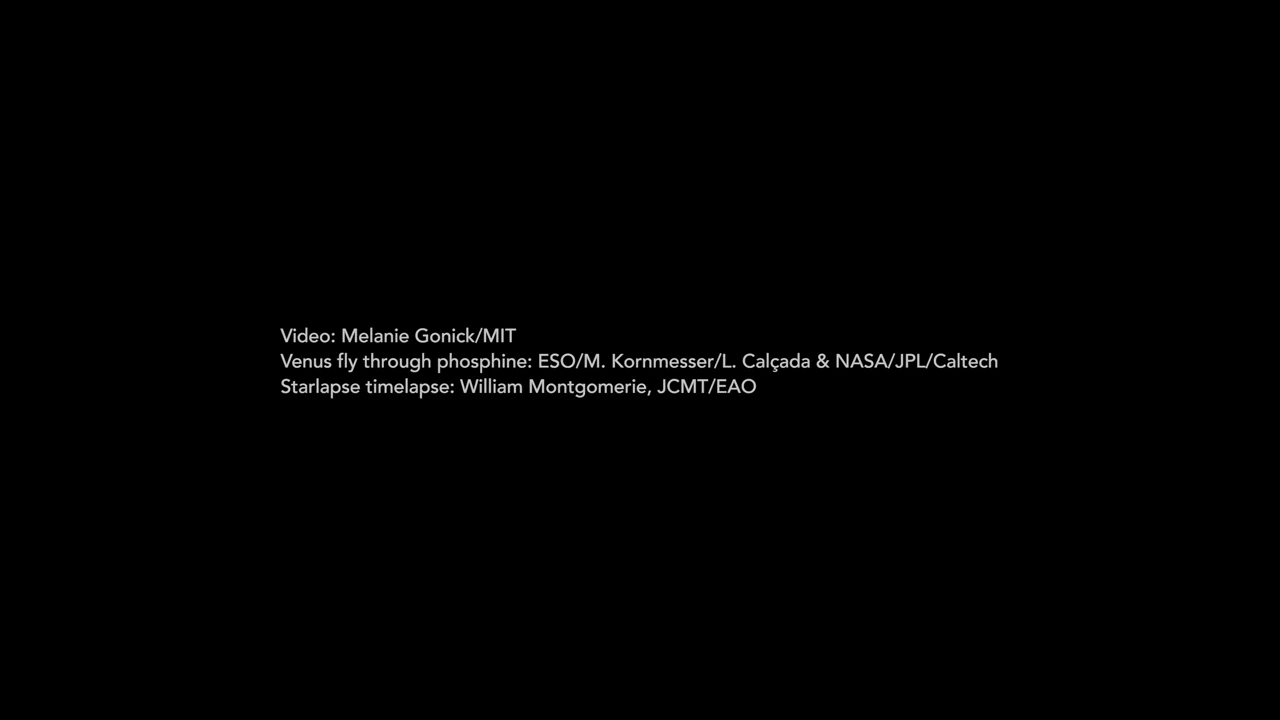 Video: Melanie Gonick/MIT
Venus fly through phosphine: ESO/M. Kornmesser/L. Calçada & NASA/JPL/Caltech
Starlapse timelapse: William Montgomerie, JCMT/EAO